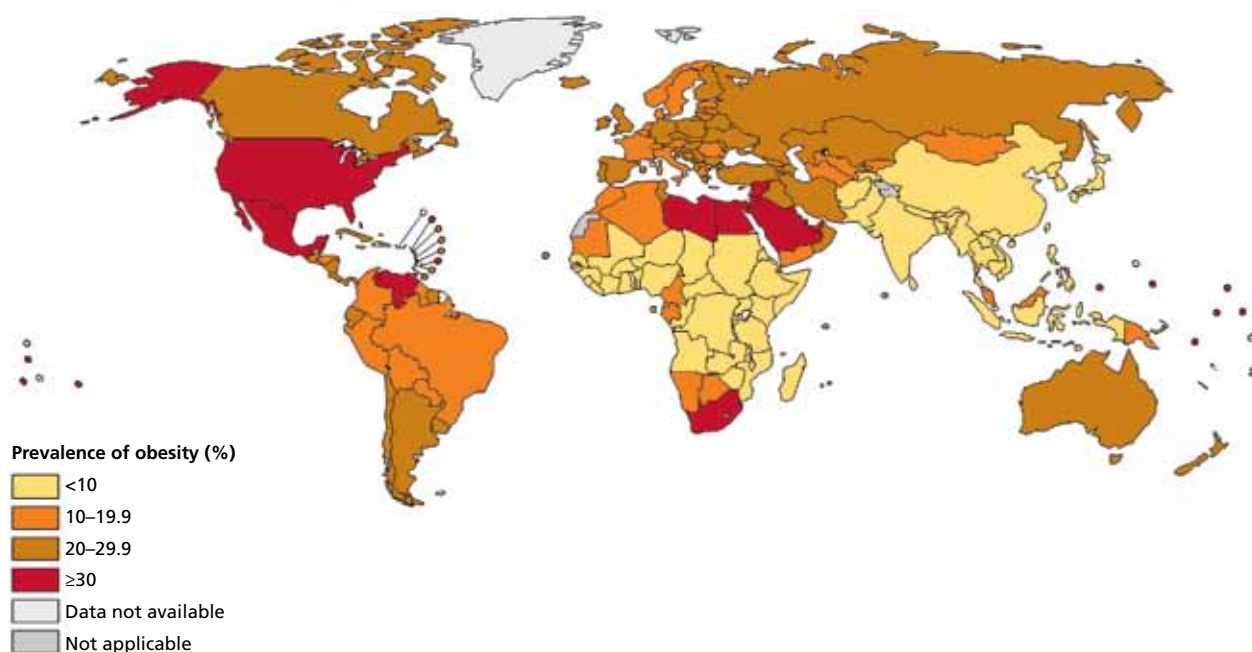 Prevalence of obesity (%)
<10
10–19.9
20–29.9
≥30
Data not available
Not applicable